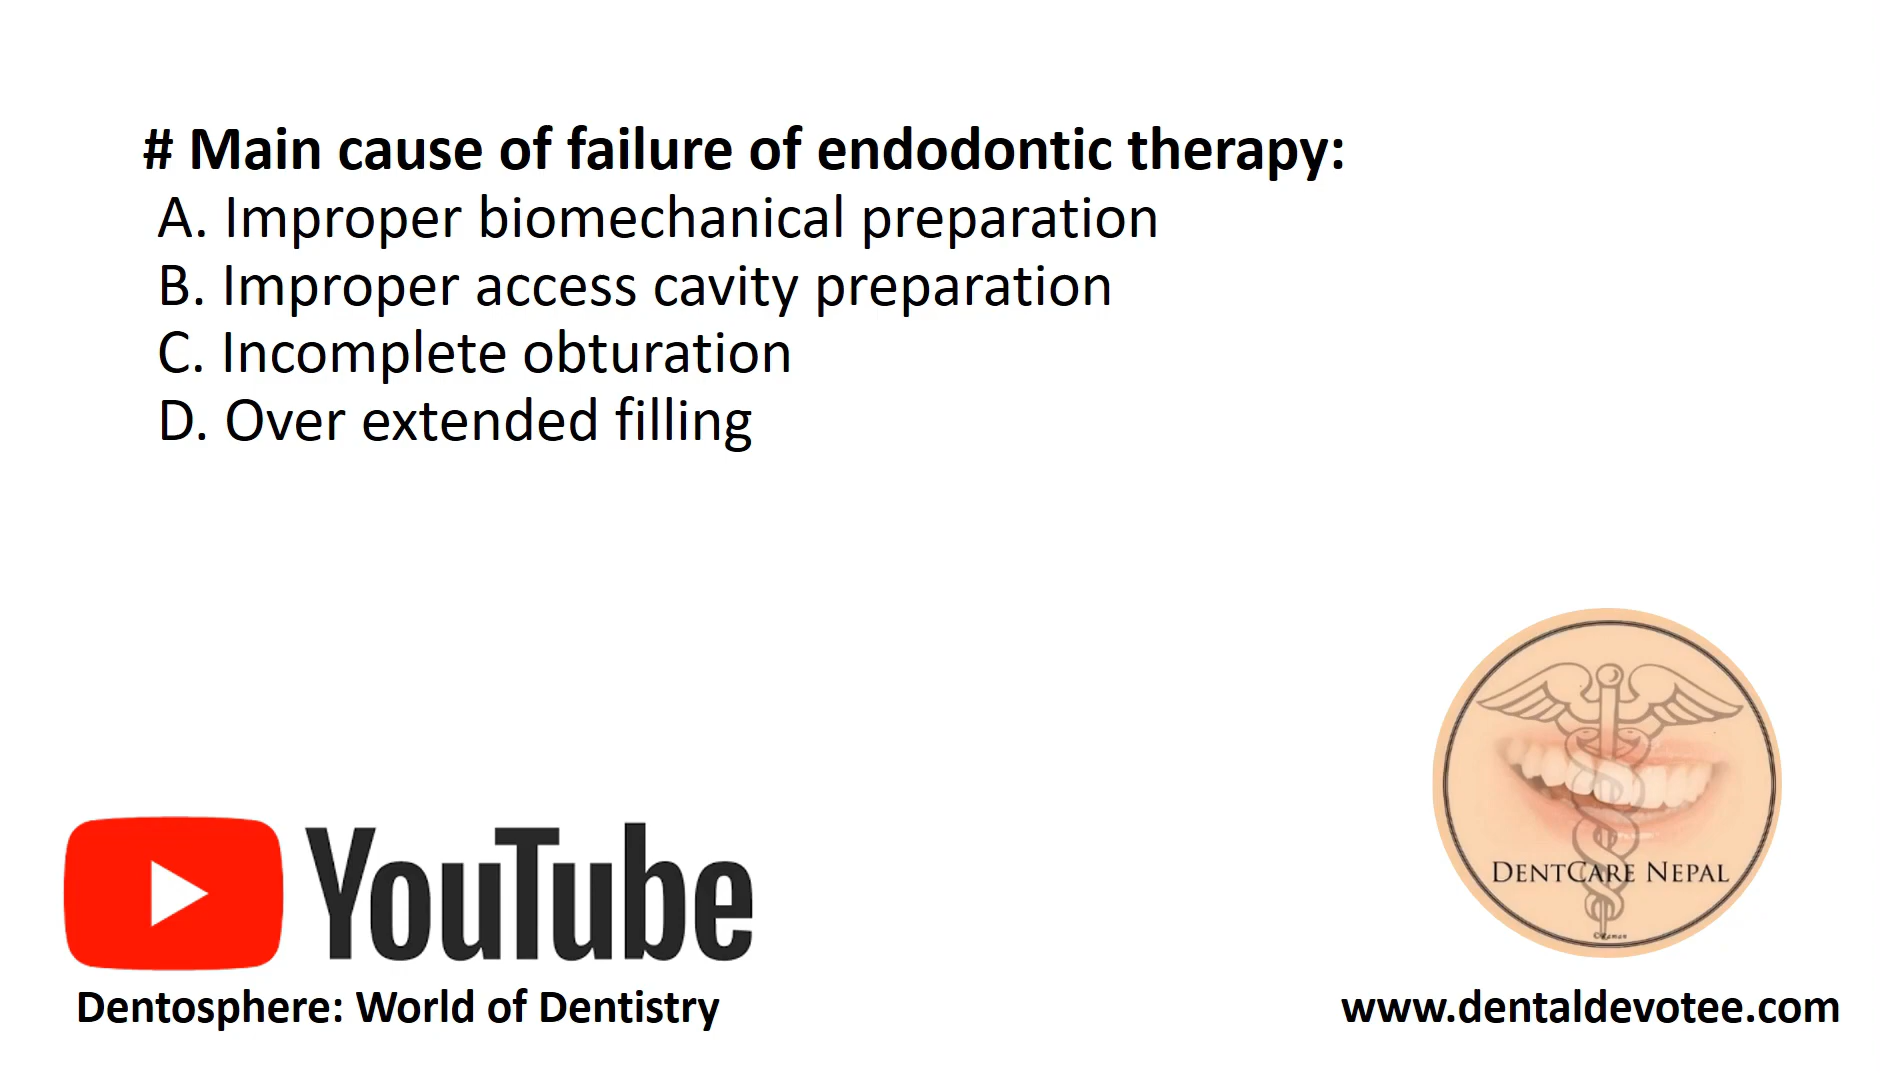 # Main cause of failure of endodontic therapy:
A. Improper biomechanical preparation
B. Improper access cavity preparation
C. Incomplete obturation
D. Over extended filling
DENTCARE NEPAL
YouTube
Dentosphere: World of Dentistry
www.dentaldevotee.com